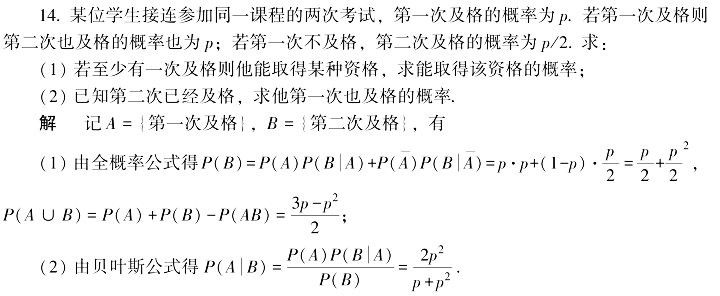 14. 某位学生接连参加同一课程的两次考试，第一次及格的概率为 p. 若第一次及格则
第二次也及格的概率也为 p；若第一次不及格，第二次及格的概率为 p/2. 求：
(1) 若至少有一次及格则他能取得某种资格，求能取得该资格的概率；
(2) 已知第二次已经及格，求他第一次也及格的概率.
解 记 A = {第一次及格}，B = {第二次及格}，有
(1) 由全概率公式得 P(B)=P(A)P(B|A)+P(Ā)P(B|Ā)=p·p+(1-p)·p/2=p/2+p/2²，
P(A ∪ B) = P(A) +P(B) -P(AB) = (3p-p²)/2；
(2) 由贝叶斯公式得 P(A|B) = P(A)P(B|A)/P(B) = 2p²/(p+p²).